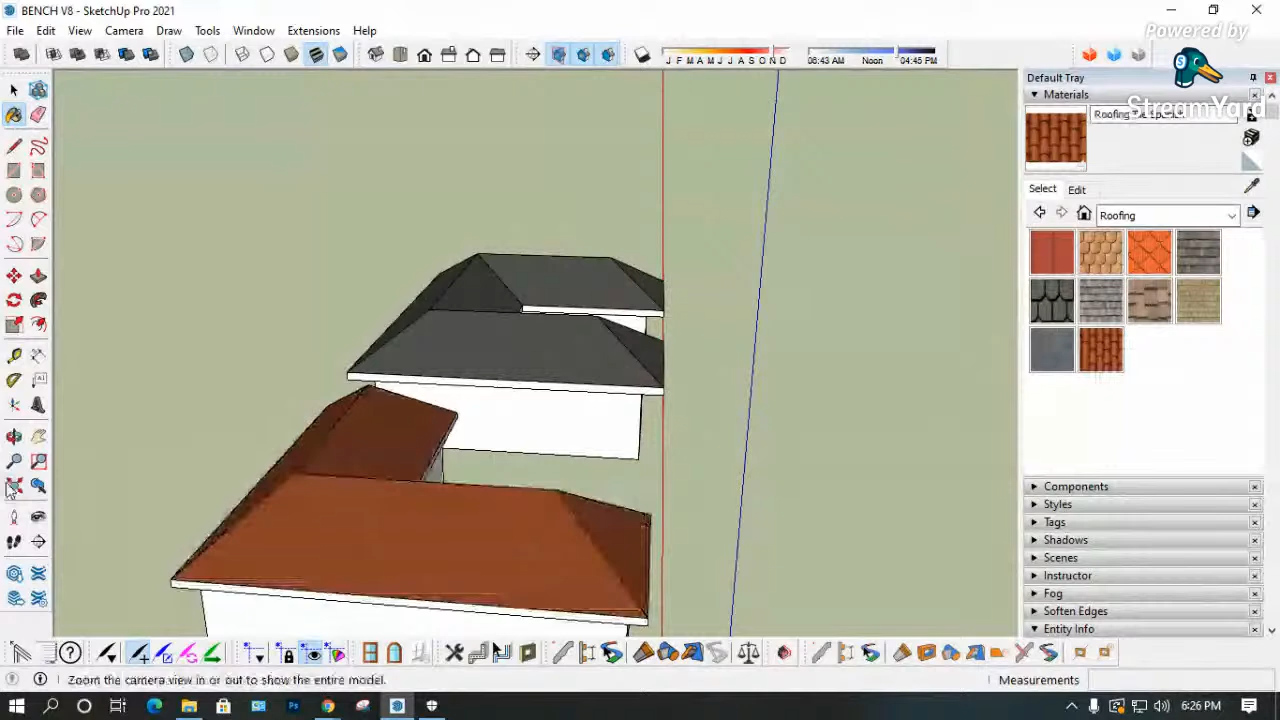 BENCH V8 - SketchUp Pro 2021
File Edit View Camera Draw Tools Window Extensions Help
Powered by
StreamYard
J F M A M J J A S O N D
06:43 AM Noon 04:45 PM
Default Tray
Materials
Select Edit
Roofing
Components
Styles
Tags
Shadows
Scenes
Instructor
Fog
Soften Edges
Entity Info
Zoom the camera view in or out to show the entire model.
Measurements
6:26 PM